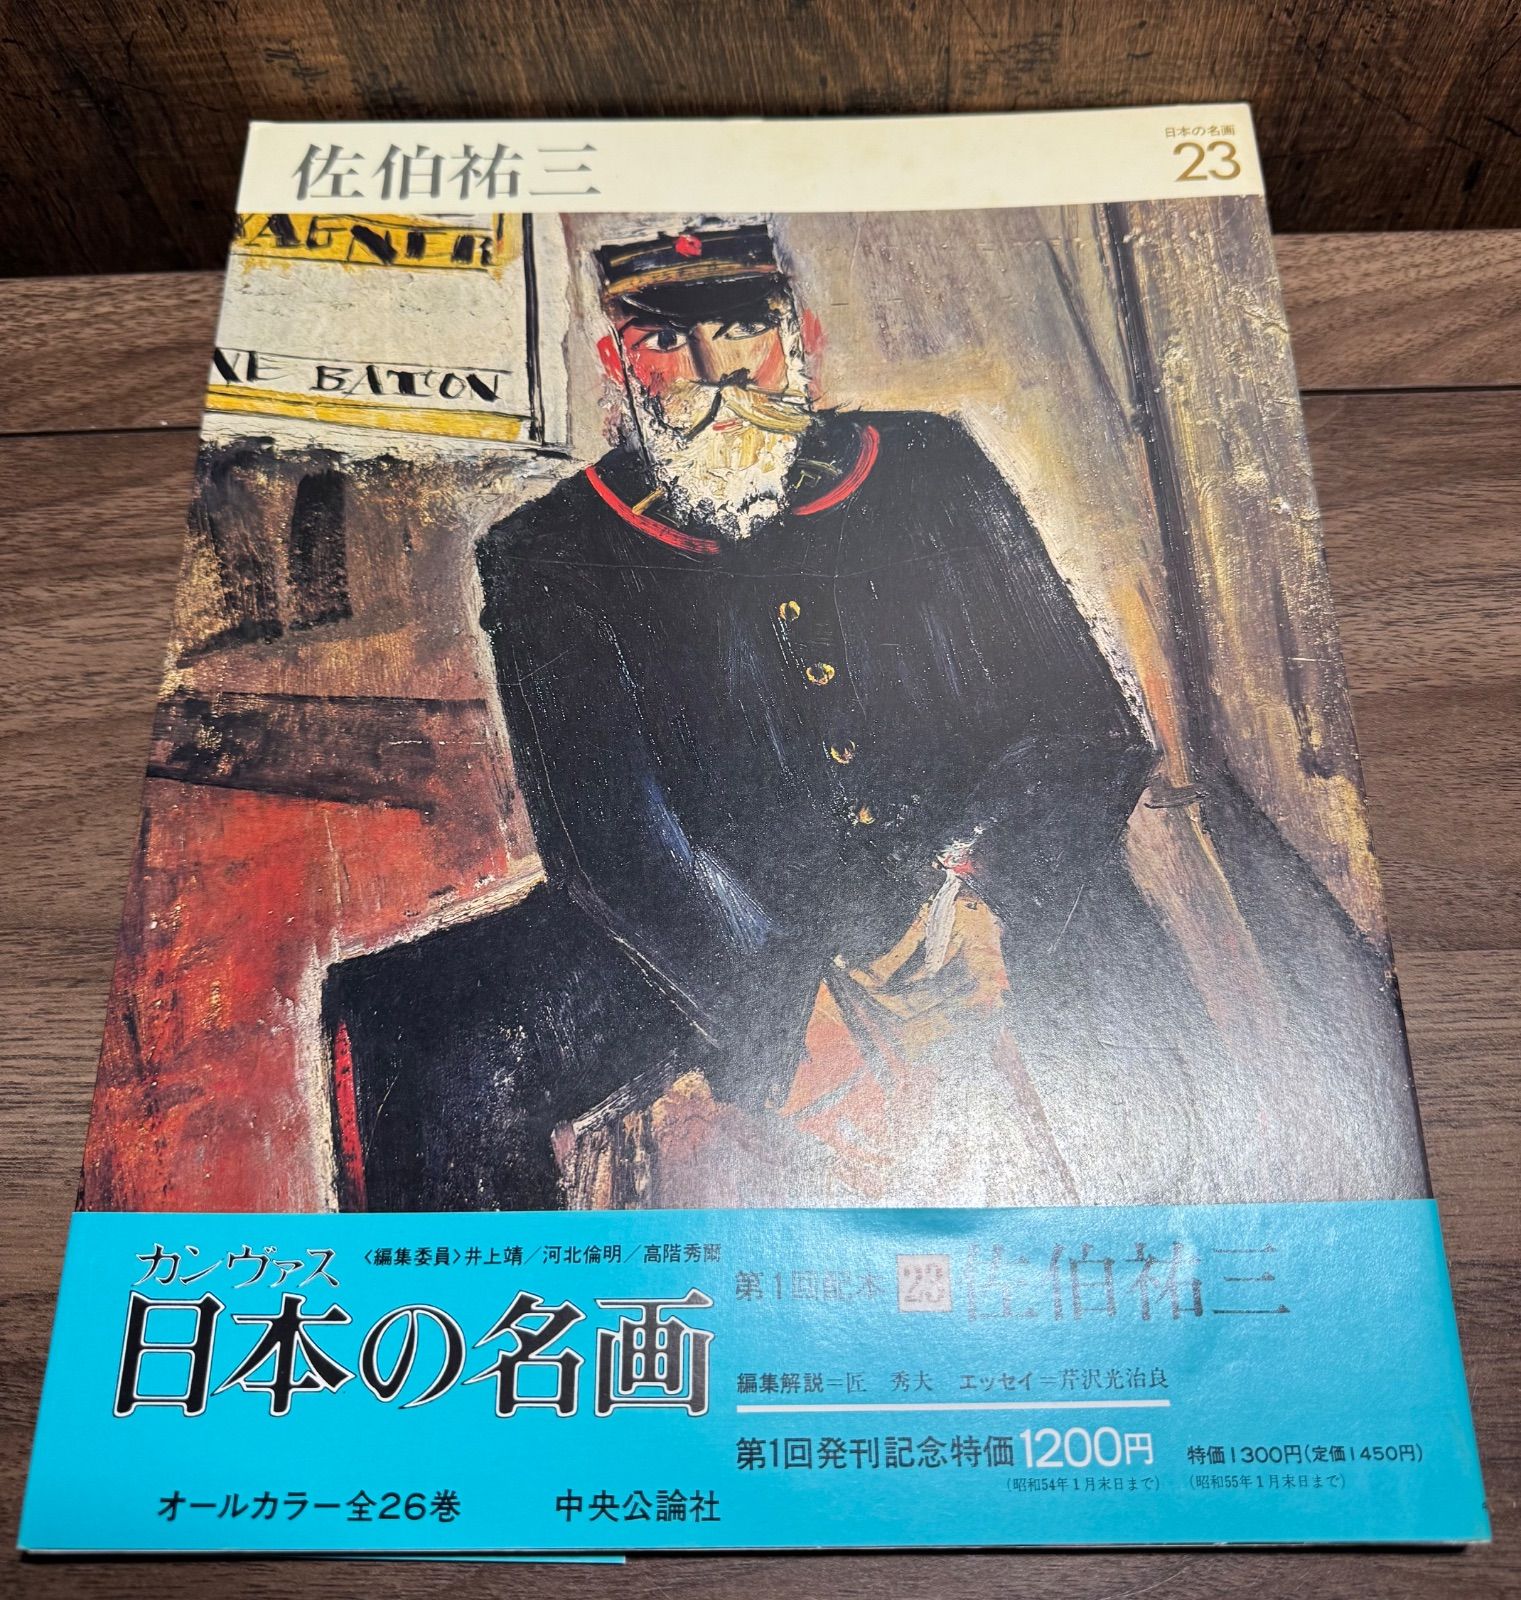 佐伯祐三
日本の名画
23
AGNER
NE BATON
カンヴァス
日本の名画
〈編集委員〉井上靖／河北倫明／高階秀爾
オールカラー全26巻
中央公論社
第1回配本 23 佐伯祐三
編集解説=匠 秀夫 エッセイ=芹沢光治良
第1回発刊記念特価1200円
(昭和54年1月末日まで)
特価1300円(定価1450円)
(昭和55年1月末日まで)